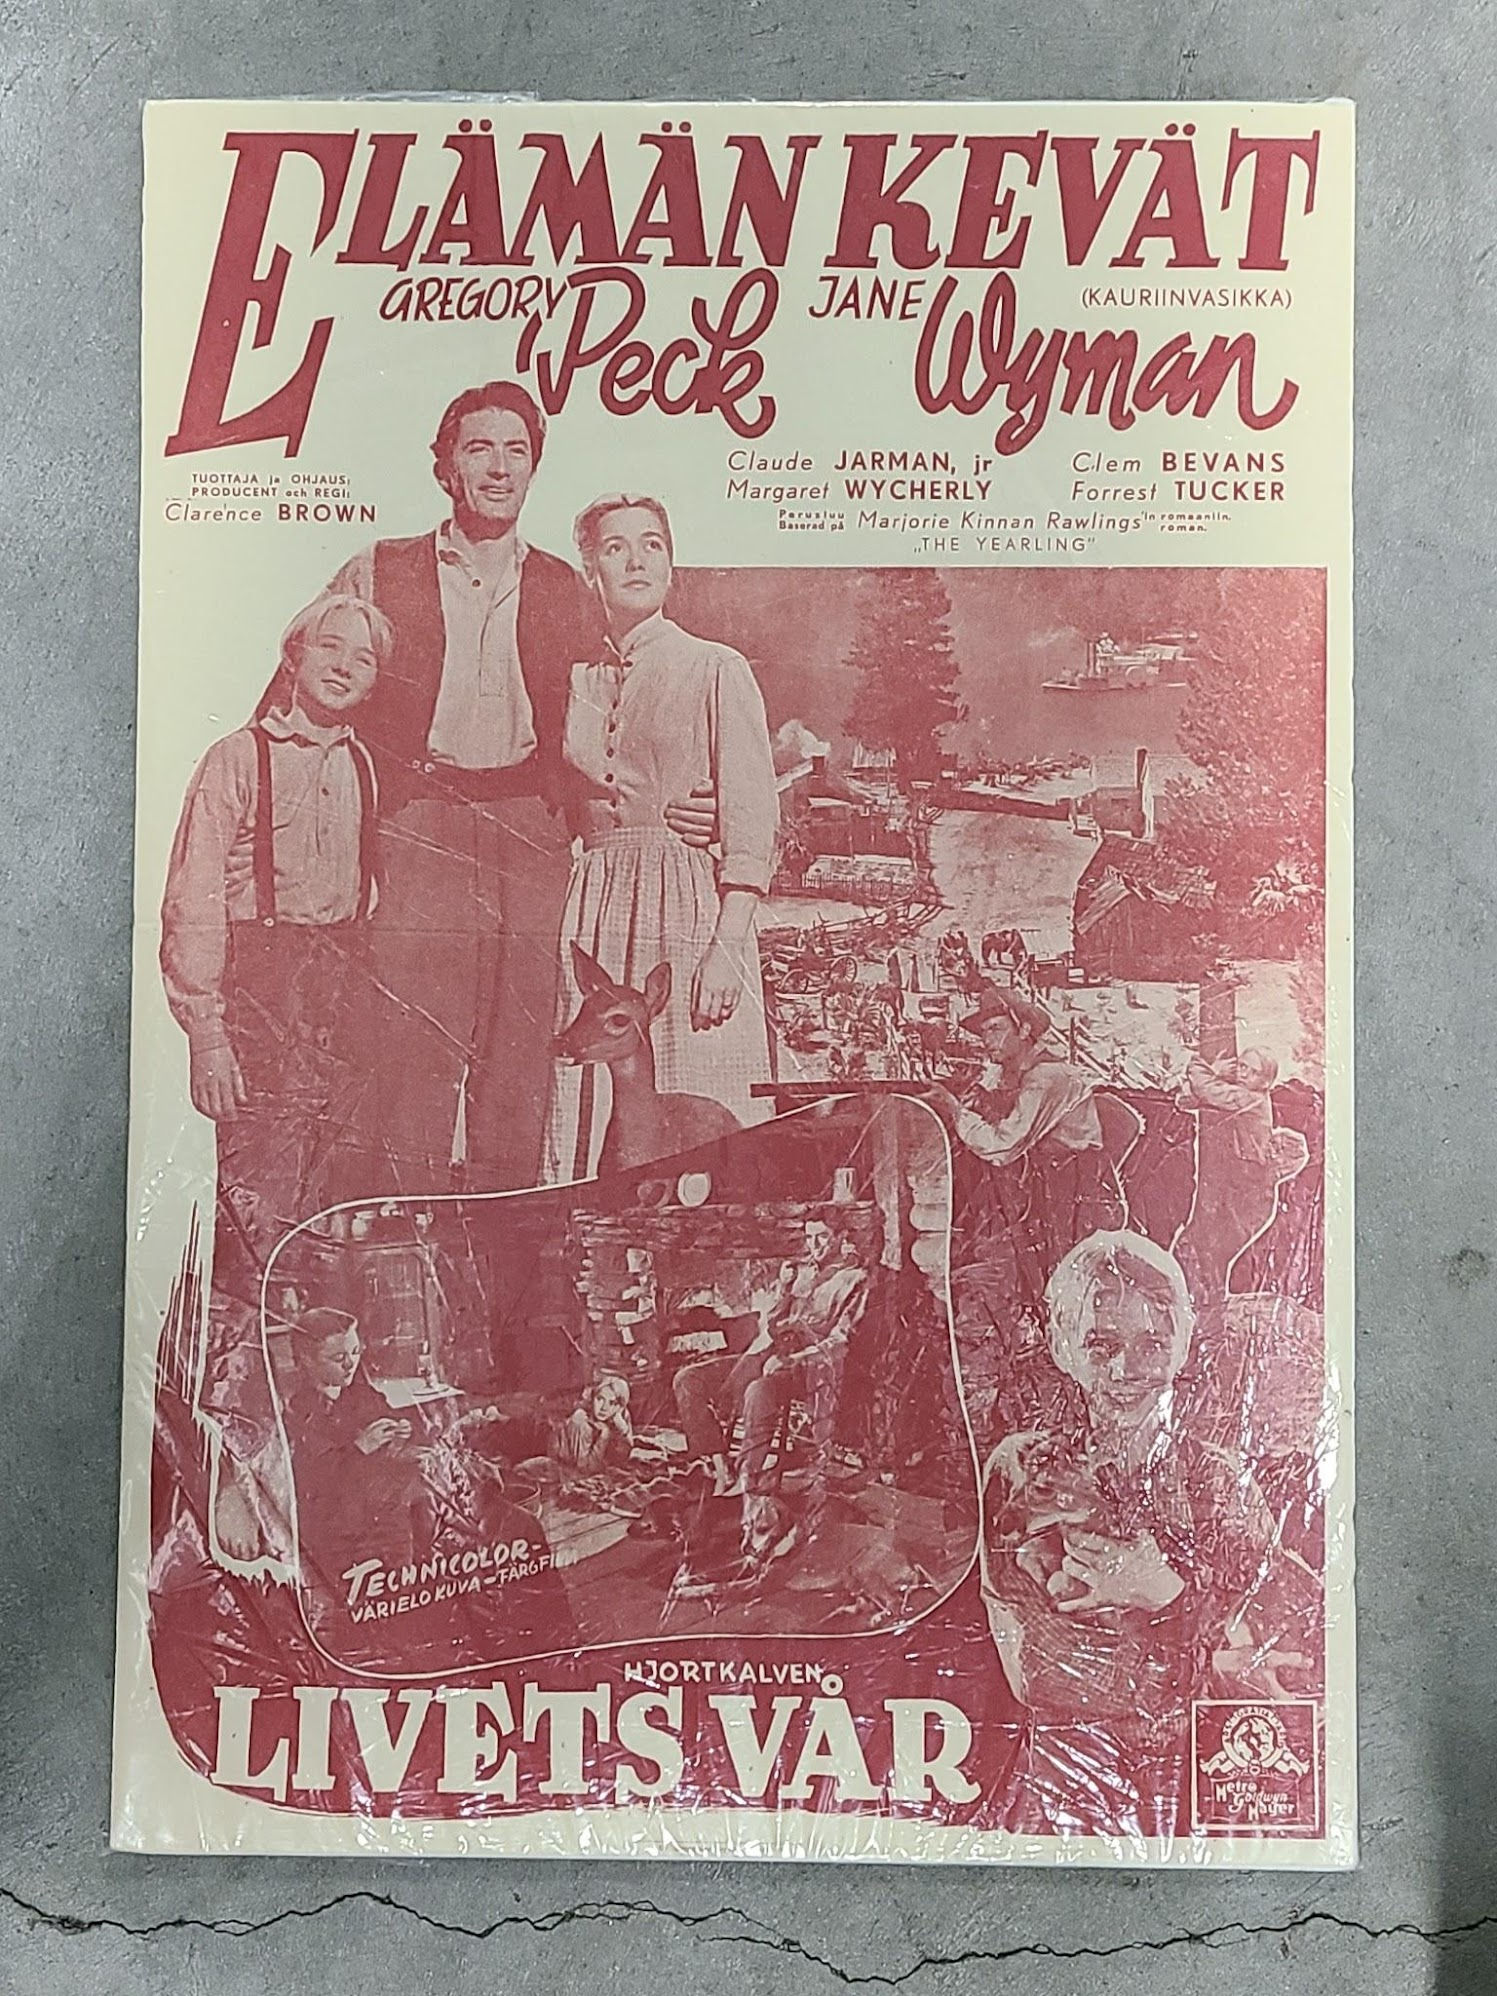 ELÄMÄN KEVÄT
(KAURIINVASIKKA)
GREGORY Peck
JANE Wyman
TUOTTAJA ja OHJAUS:
PRODUCENT och REGI:
Clarence BROWN
Claude JARMAN, jr
Clem BEVANS
Margaret WYCHERLY
Forrest TUCKER
Perustuu
Baserad på
Marjorie Kinnan Rawlings'
in romaaniin.
roman.
„THE YEARLING"
TECHNICOLOR-
VÄRIELOKUVA-FÄRGFILM
HJORTKALVEN
LIVETS VÅR
Metro
Goldwyn
Mayer